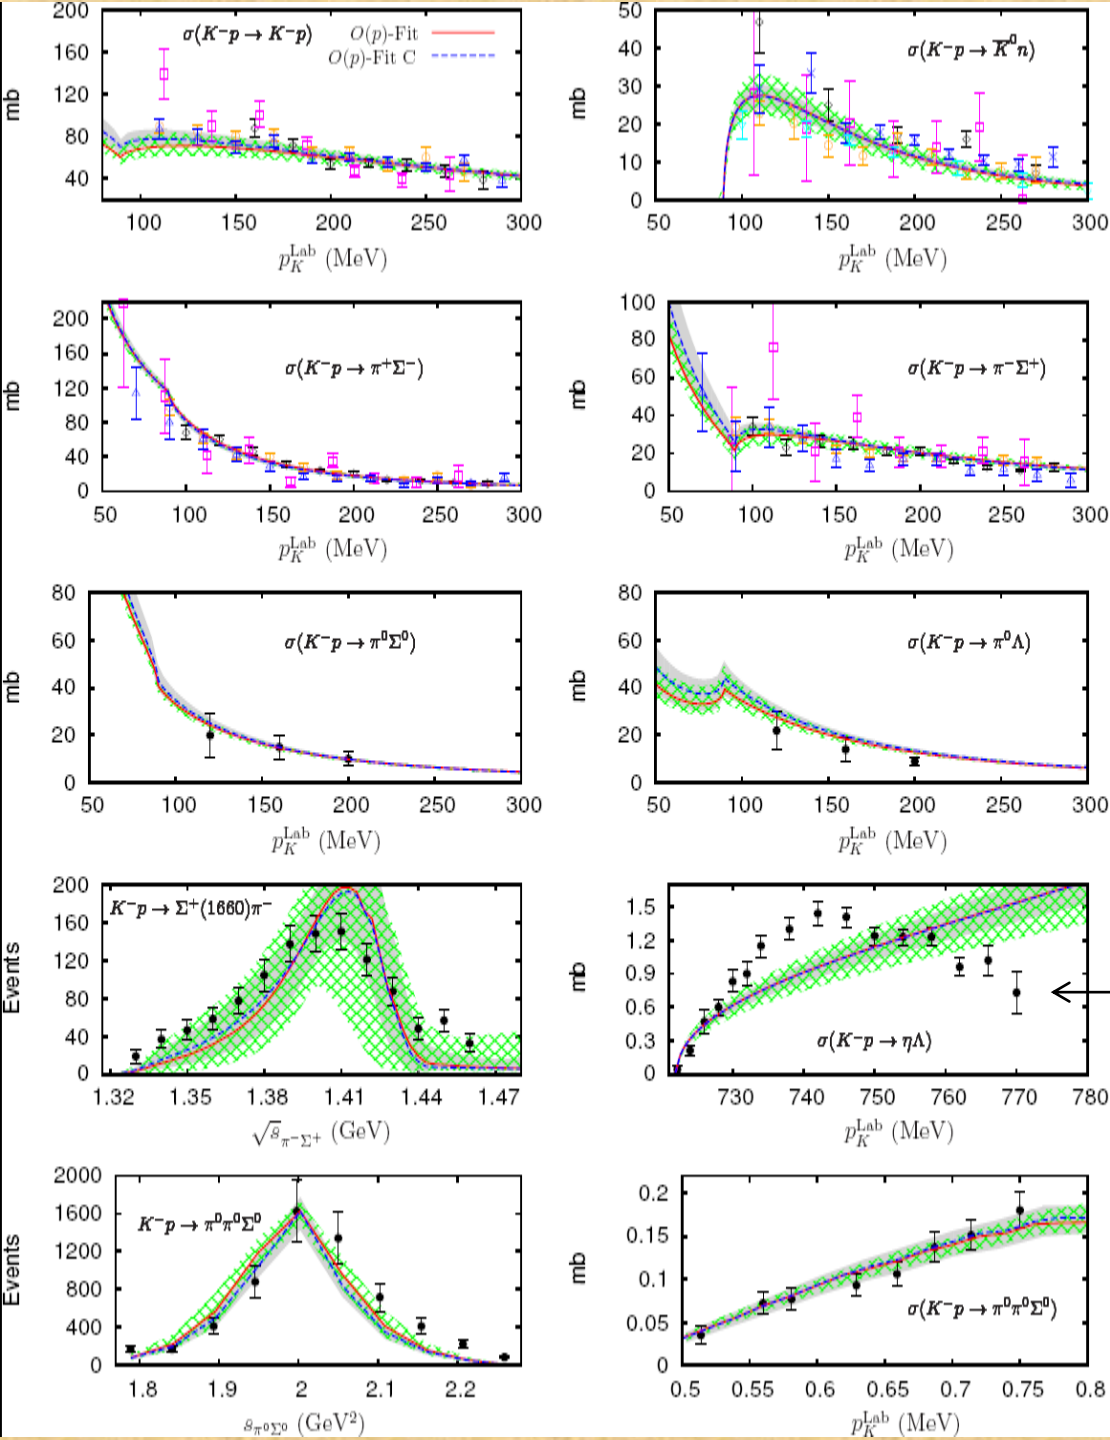 σ(K⁻p → K⁻p)
O(p)-Fit
O(p)-Fit C
mb
200
160
120
80
40
100 150 200 250 300
p_K^Lab (MeV)
σ(K⁻p → K̅⁰n)
mb
50
40
30
20
10
0
50 100 150 200 250 300
p_K^Lab (MeV)
σ(K⁻p → π⁺Σ⁻)
mb
200
160
120
80
40
0
50 100 150 200 250 300
p_K^Lab (MeV)
σ(K⁻p → π⁻Σ⁺)
mb
100
80
60
40
20
0
50 100 150 200 250 300
p_K^Lab (MeV)
σ(K⁻p → π⁰Σ⁰)
mb
80
60
40
20
0
50 100 150 200 250 300
p_K^Lab (MeV)
σ(K⁻p → π⁰Λ)
mb
80
60
40
20
0
50 100 150 200 250 300
p_K^Lab (MeV)
K⁻p → Σ⁺(1660)π⁻
Events
200
160
120
80
40
0
1.32 1.35 1.38 1.41 1.44 1.47
√s_π⁻Σ⁺ (GeV)
σ(K⁻p → ηΛ)
mb
1.5
1.2
0.9
0.6
0.3
0
730 740 750 760 770 780
p_K^Lab (MeV)
K⁻p → π⁰π⁰Σ⁰
Events
2000
1600
1200
800
400
0
1.8 1.9 2 2.1 2.2
s_π⁰Σ⁰ (GeV²)
σ(K⁻p → π⁰π⁰Σ⁰)
mb
0.2
0.15
0.1
0.05
0
0.5 0.55 0.6 0.65 0.7 0.75 0.8
p_K^Lab (MeV)